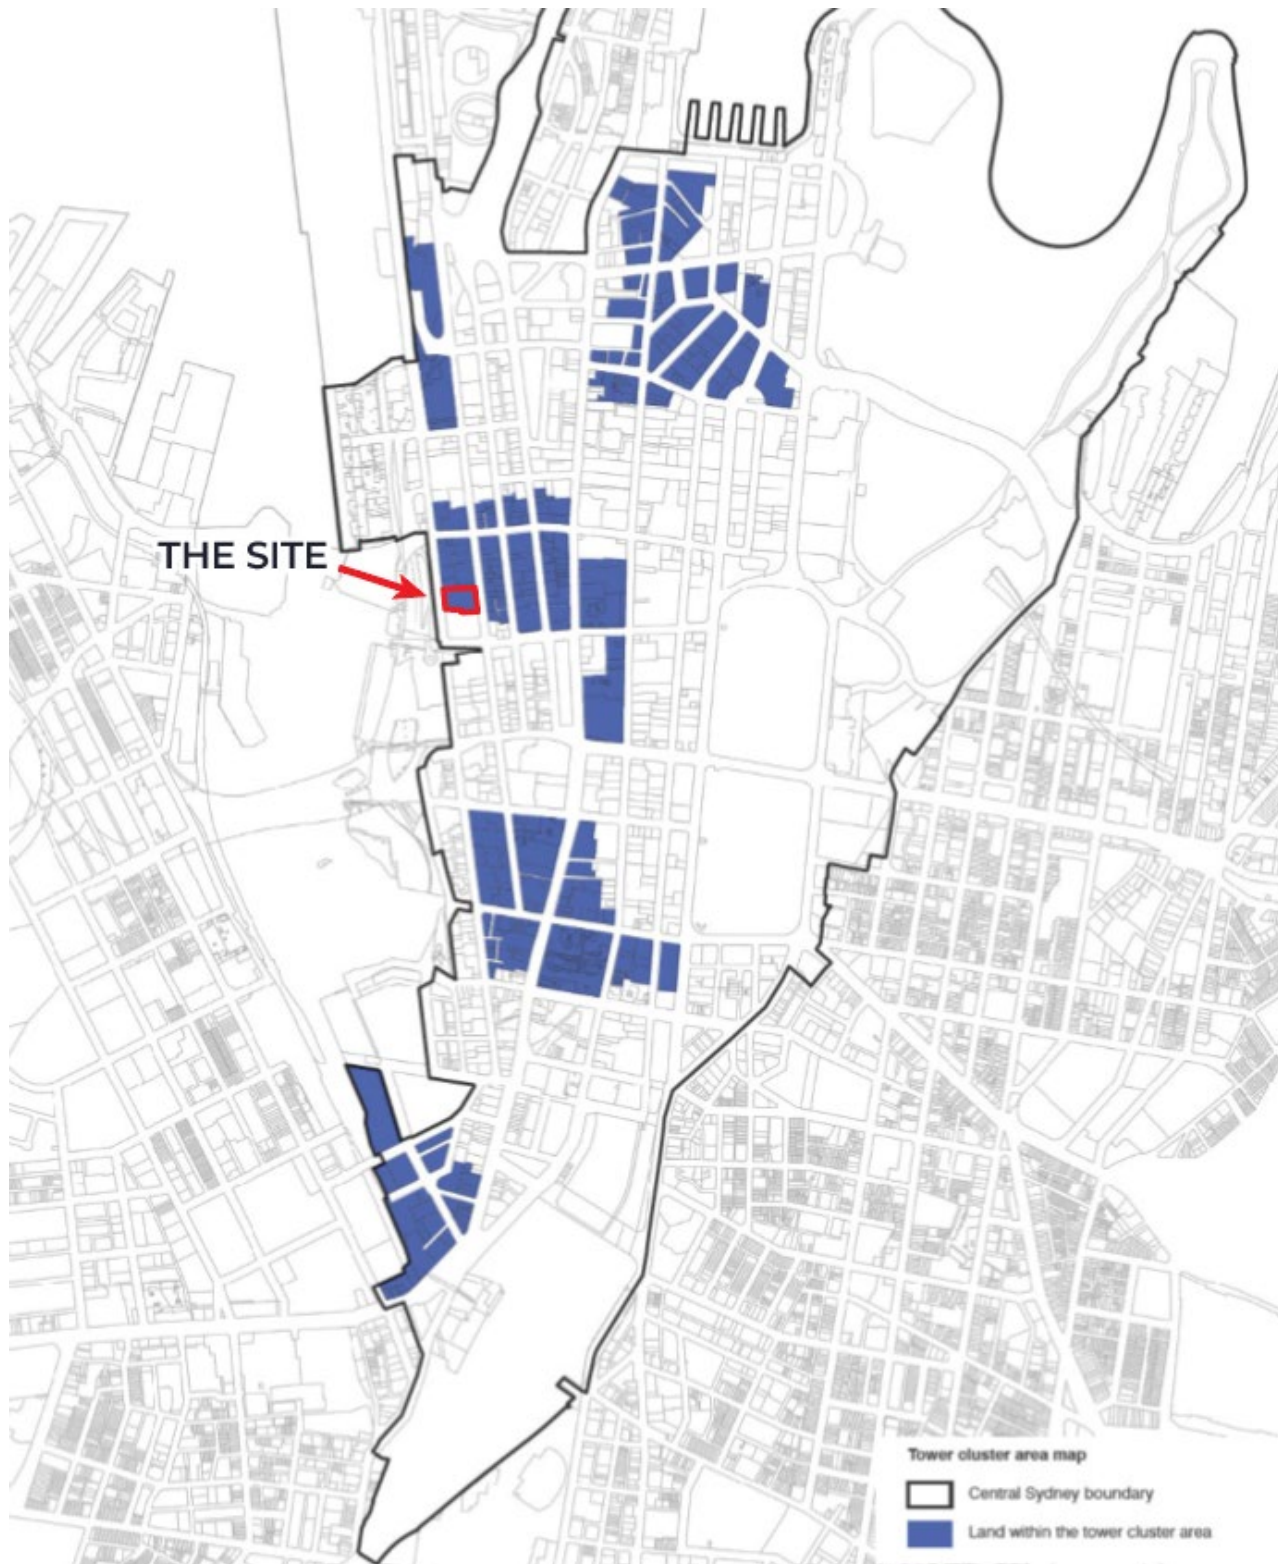 THE SITE
Tower cluster area map
Central Sydney boundary
Land within the tower cluster area